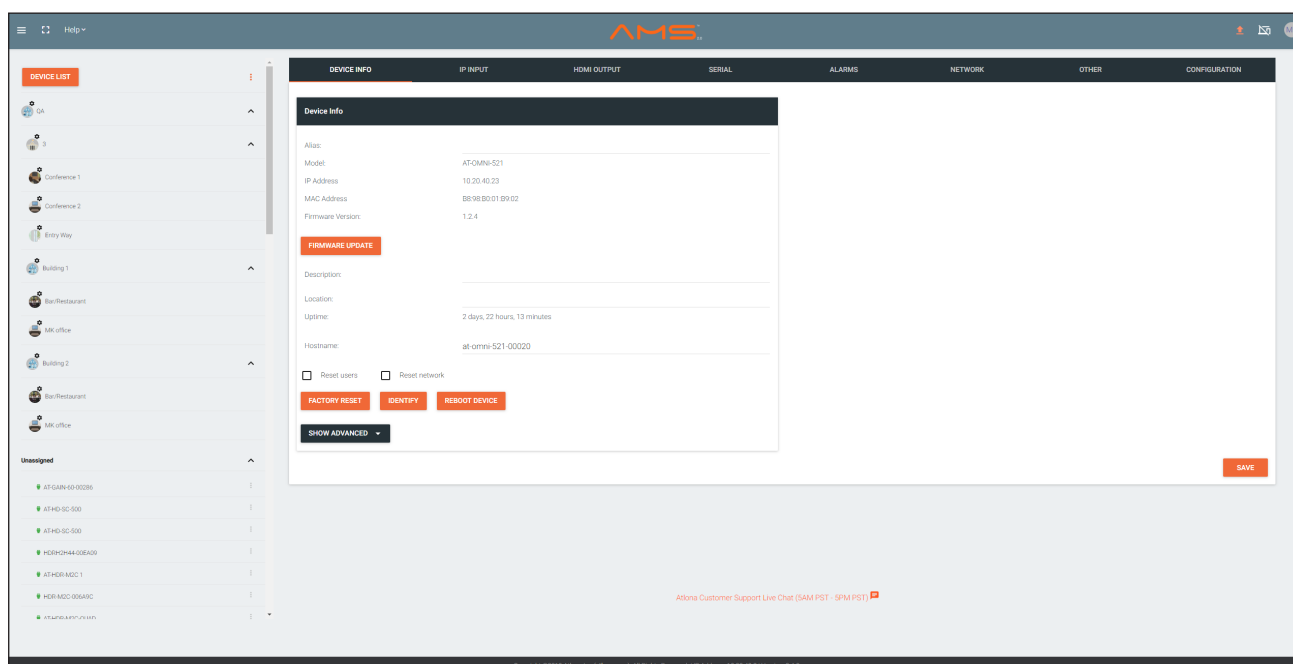 Help
AMS
M
DEVICE LIST
QA
3
Conference 1
Conference 2
Entry Way
Building 1
Bar/Restaurant
MK office
Building 2
Bar/Restaurant
MK office
Unassigned
AT-GAIN-60-00286
AT-HD-SC-500
AT-HD-SC-500
HDRH2H44-00EA09
AT-HDR-M2C 1
HDR-M2C-006A9C
AT-HDR-M2C-QUAD
DEVICE INFO IP INPUT HDMI OUTPUT SERIAL ALARMS NETWORK OTHER CONFIGURATION
Device Info
Alias:
Model: AT-OMNI-521
IP Address 10.20.40.23
MAC Address B8:98:B0:01:B9:02
Firmware Version: 1.2.4
FIRMWARE UPDATE
Description:
Location:
Uptime: 2 days, 22 hours, 13 minutes
Hostname: at-omni-521-00020
Reset users Reset network
FACTORY RESET IDENTIFY REBOOT DEVICE
SHOW ADVANCED
SAVE
Atlona Customer Support Live Chat (5AM PST - 5PM PST)